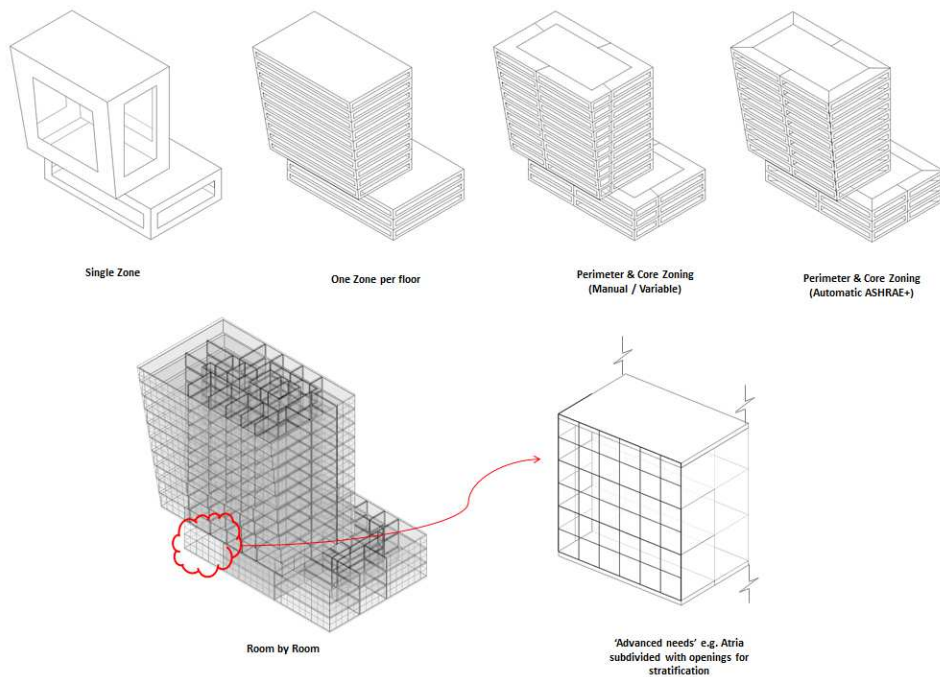 Single Zone
One Zone per floor
Perimeter & Core Zoning
(Manual / Variable)
Perimeter & Core Zoning
(Automatic ASHRAE+)
Room by Room
'Advanced needs' e.g. Atria
subdivided with openings for
stratification